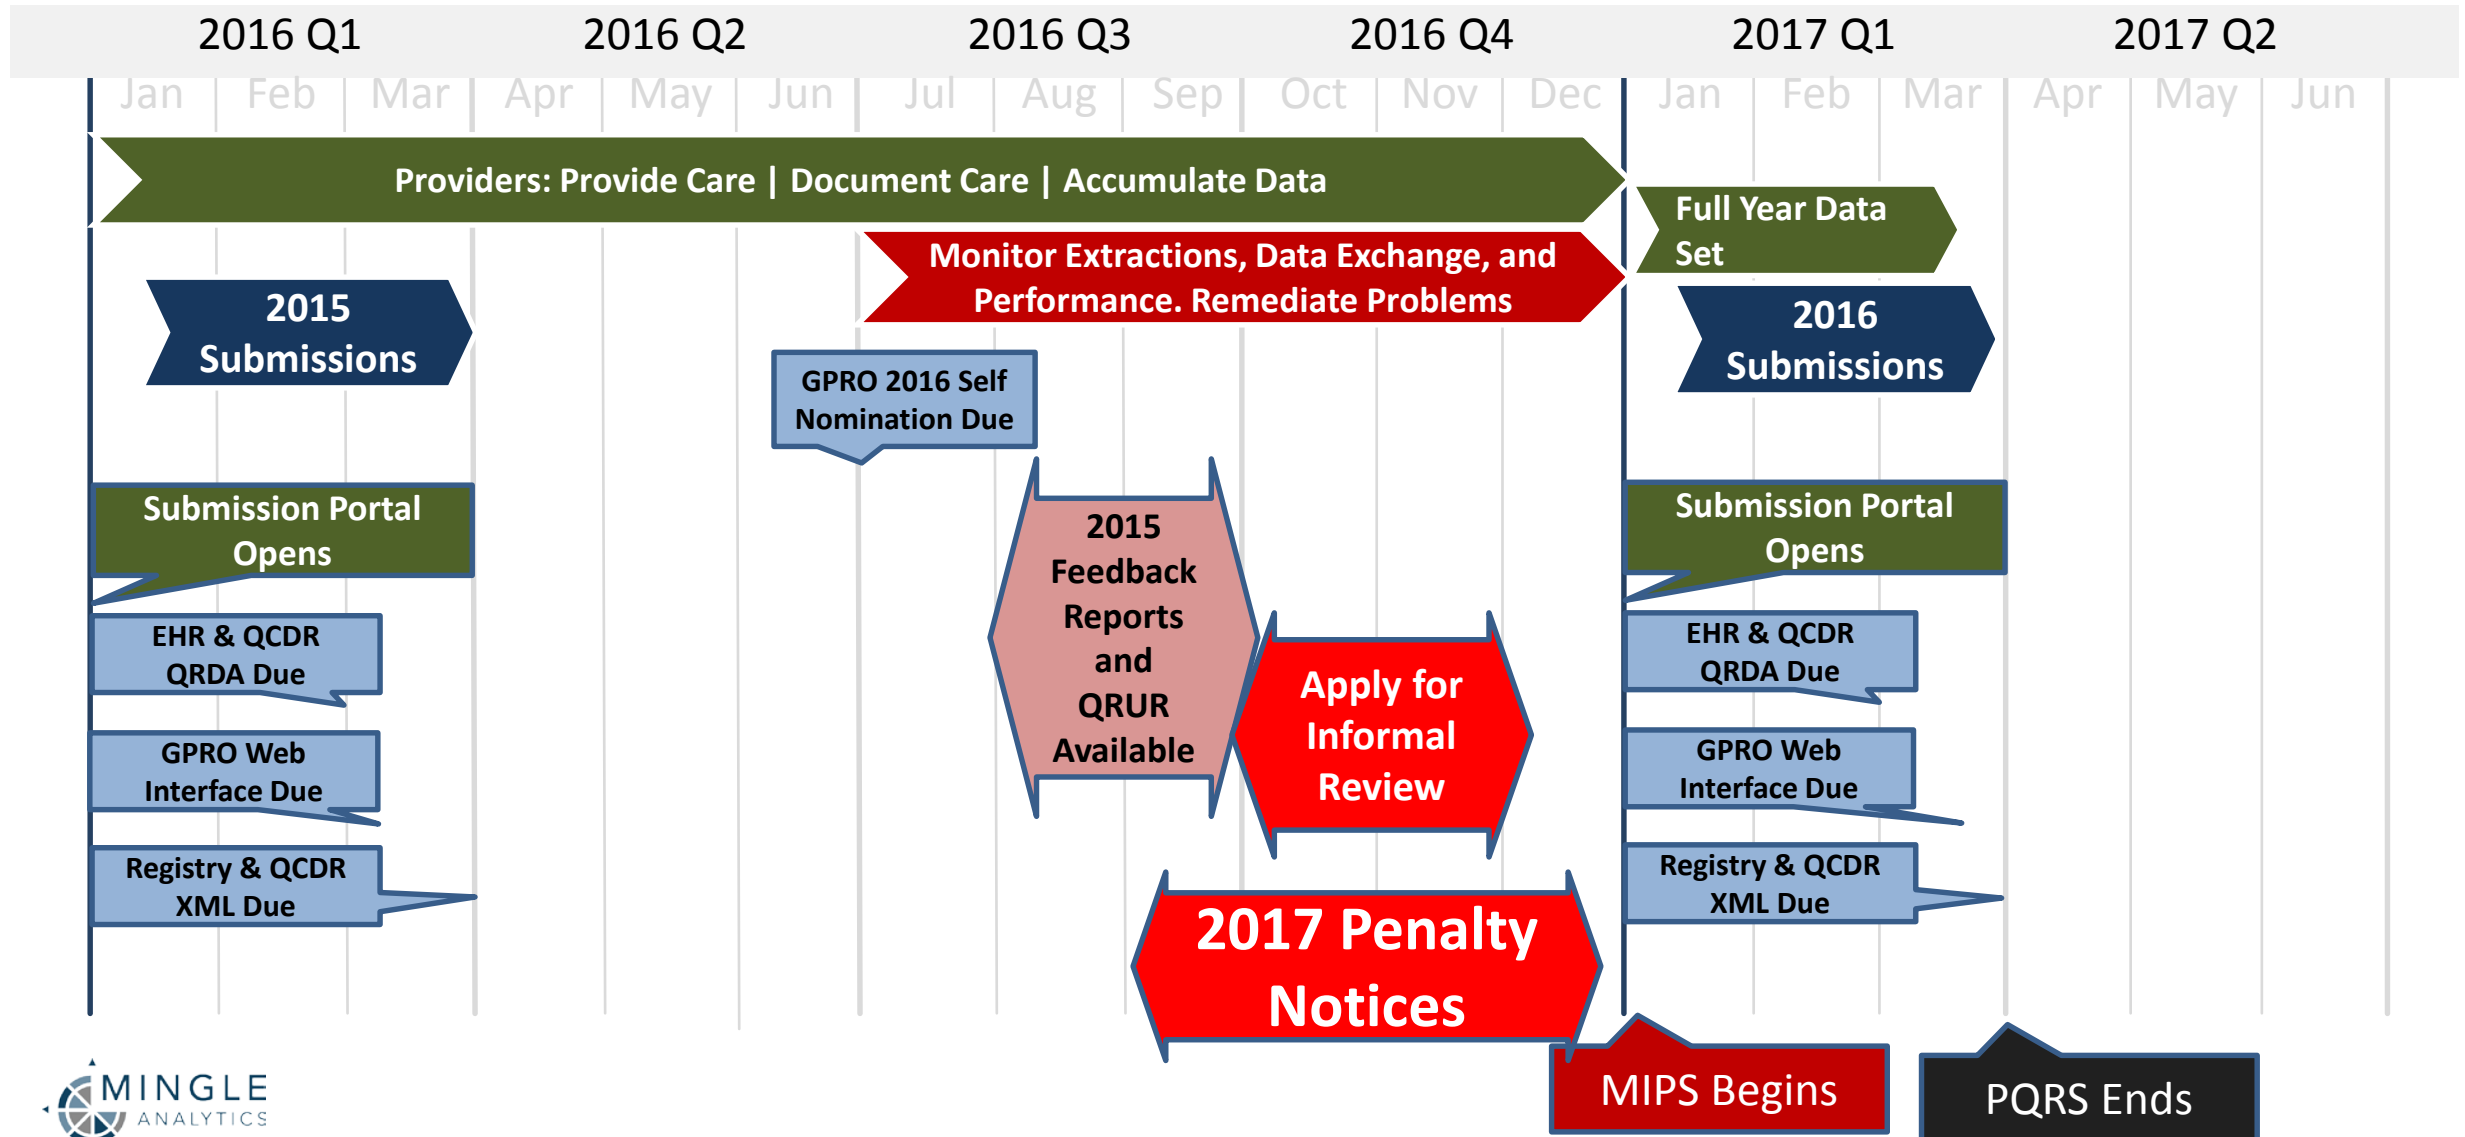 2016 Q1 2016 Q2 2016 Q3 2016 Q4 2017 Q1 2017 Q2
Jan Feb Mar Apr May Jun Jul Aug Sep Oct Nov Dec Jan Feb Mar Apr May Jun
Providers: Provide Care | Document Care | Accumulate Data
Full Year Data
Set
Monitor Extractions, Data Exchange, and
Performance. Remediate Problems
2015
Submissions
2016
Submissions
GPRO 2016 Self
Nomination Due
Submission Portal
Opens
EHR & QCDR
QRDA Due
GPRO Web
Interface Due
Registry & QCDR
XML Due
2015
Feedback
Reports
and
QRUR
Available
Apply for
Informal
Review
2017 Penalty
Notices
Submission Portal
Opens
EHR & QCDR
QRDA Due
GPRO Web
Interface Due
Registry & QCDR
XML Due
MIPS Begins
PQRS Ends
MINGLE
ANALYTICS